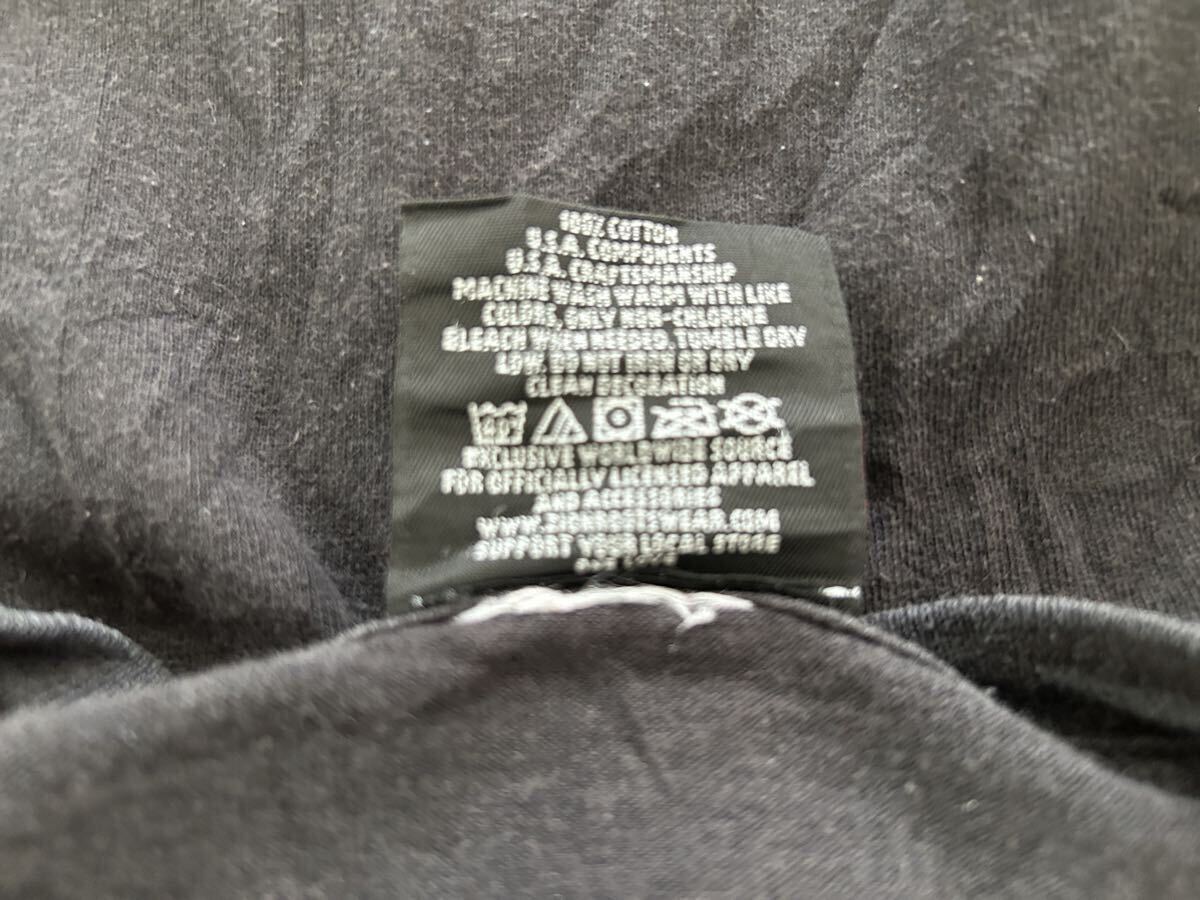 100% COTTON
U.S.A. COMPONENTS
U.S.A. CRAFTSMANSHIP
MACHINE WASH WARM WITH LIKE
COLORS, ONLY NON-CHLORINE
BLEACH WHEN NEEDED, TUMBLE DRY
LOW, DO NOT IRON OR DRY
CLEAN DECORATION
40°
EXCLUSIVE WORLDWIDE SOURCE
FOR OFFICIALLY LICENSED APPAREL
AND ACCESSORIES
SUPPORT YOUR LOCAL STORE